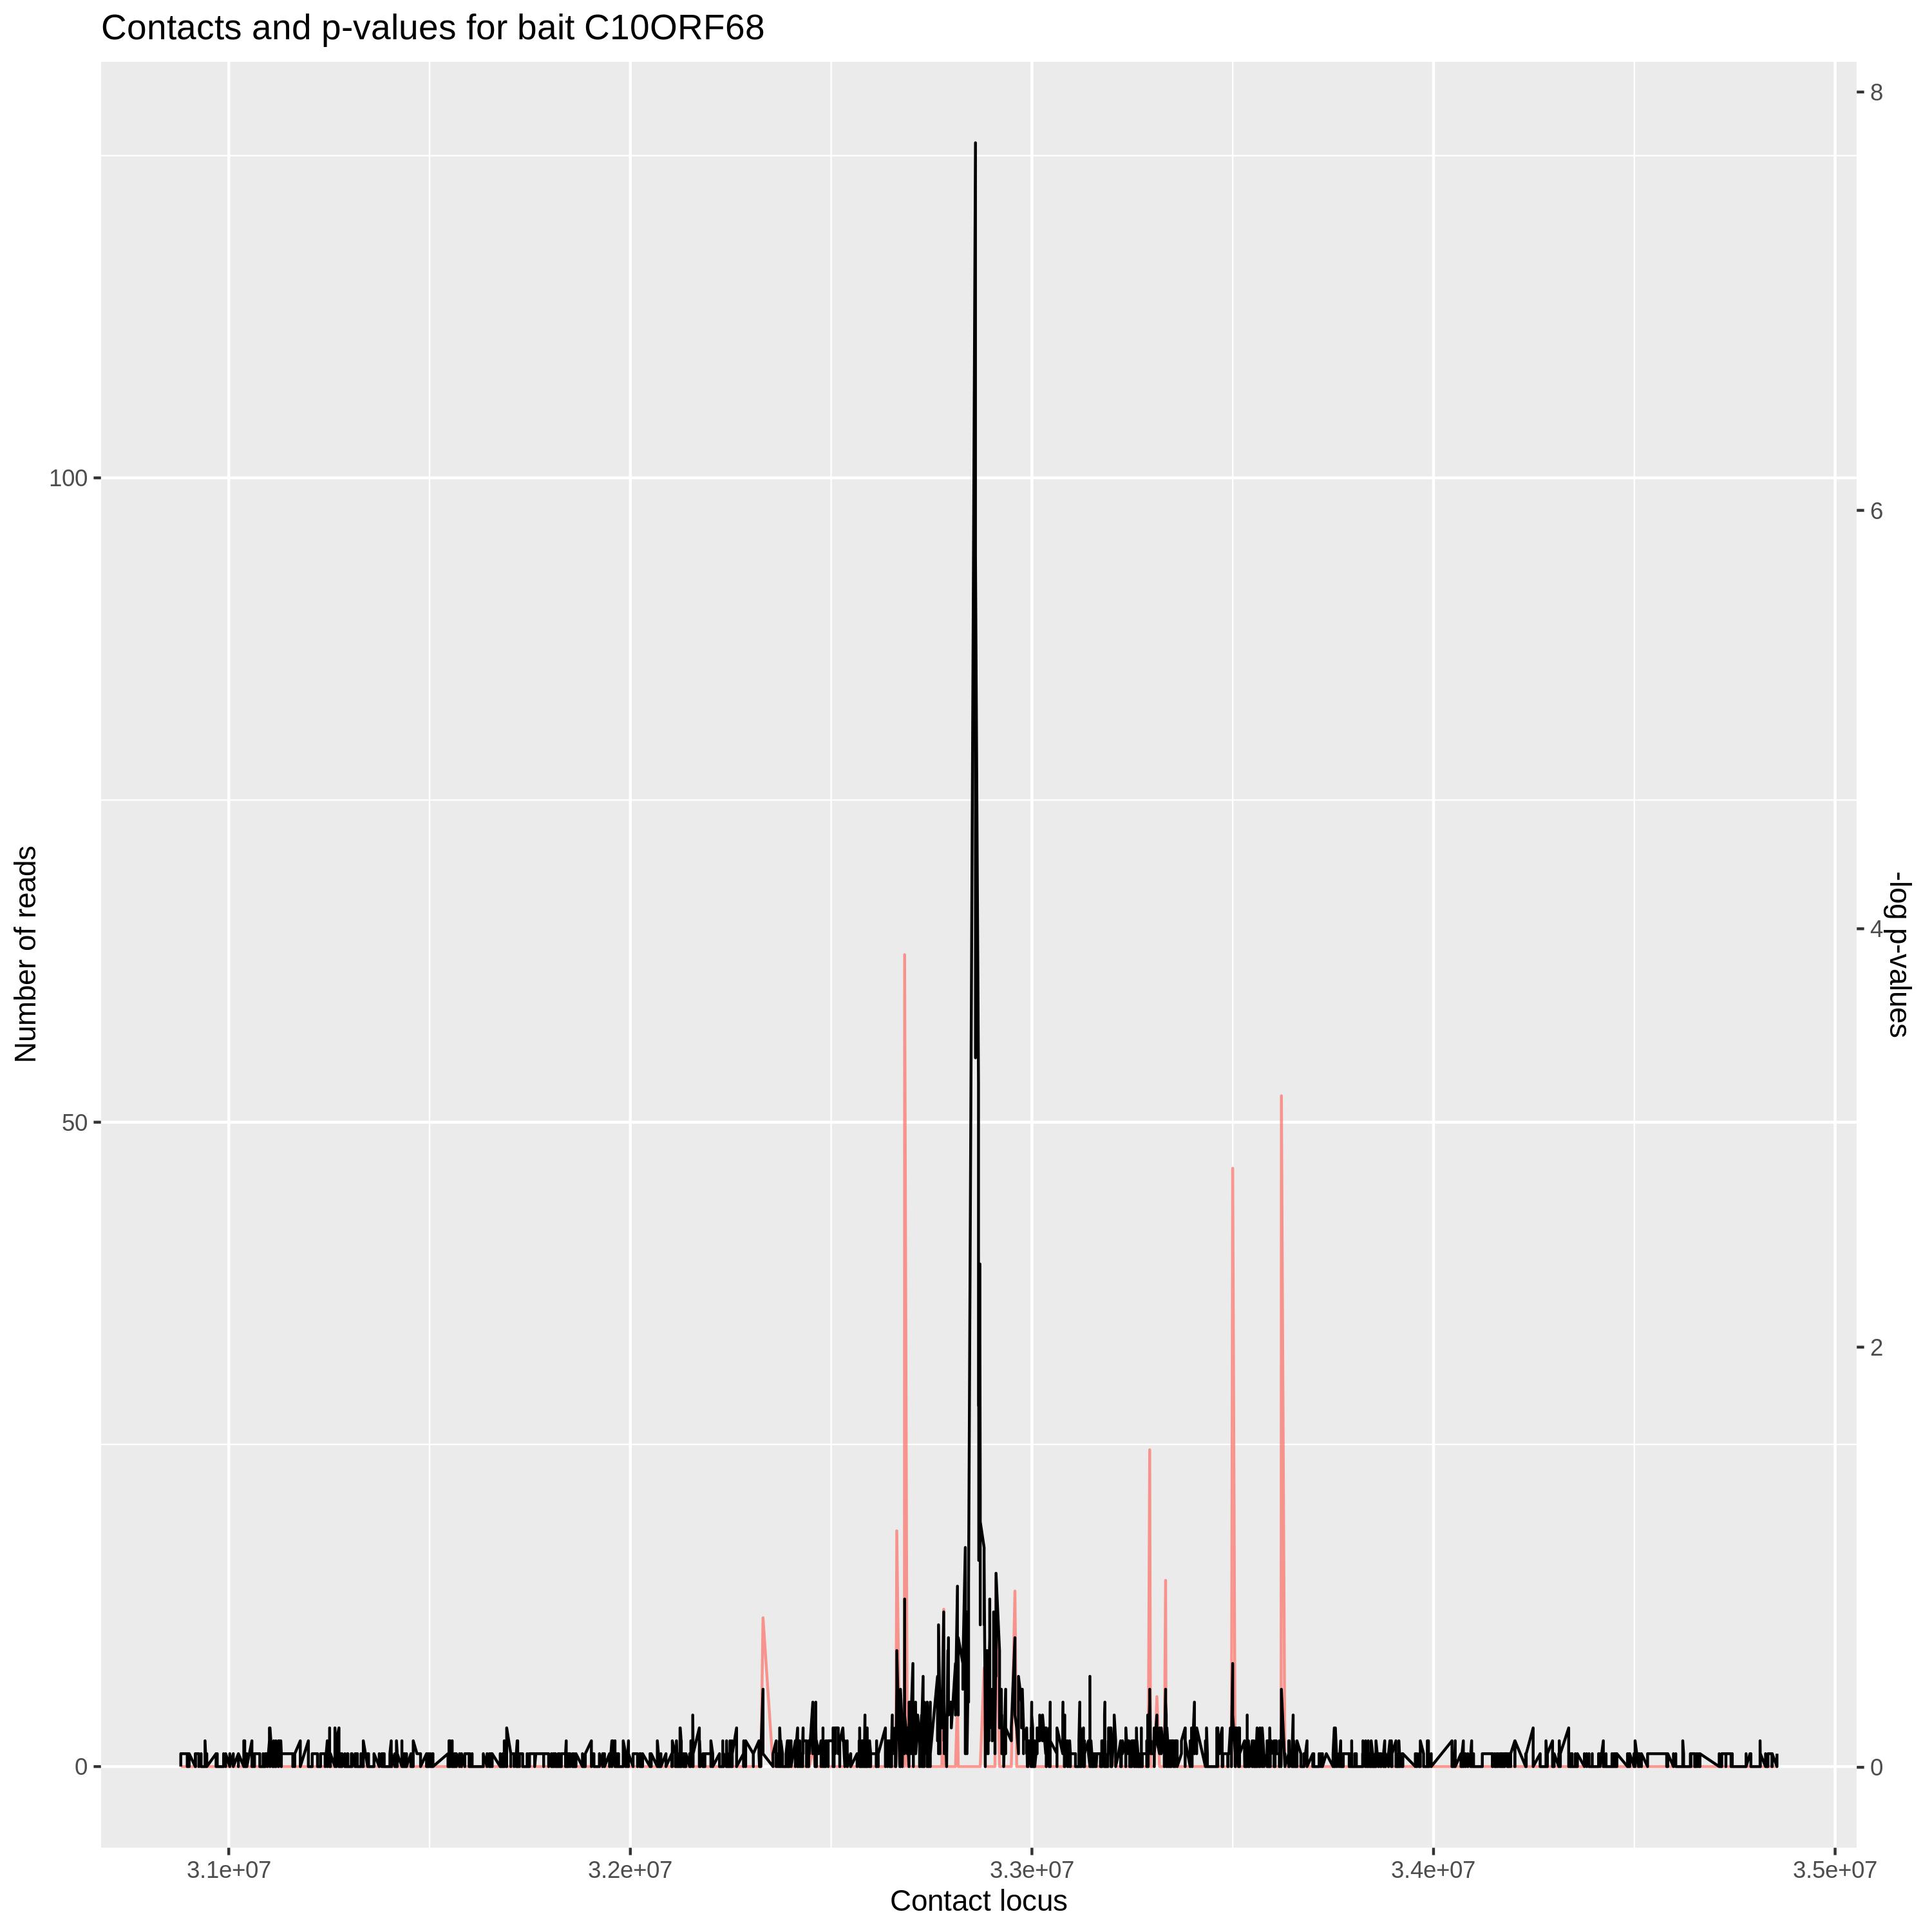 Contacts and p-values for bait C10ORF68
Number of reads
100
50
0
8
6
4
2
0
-log p-values
3.1e+07
3.2e+07
3.3e+07
3.4e+07
3.5e+07
Contact locus